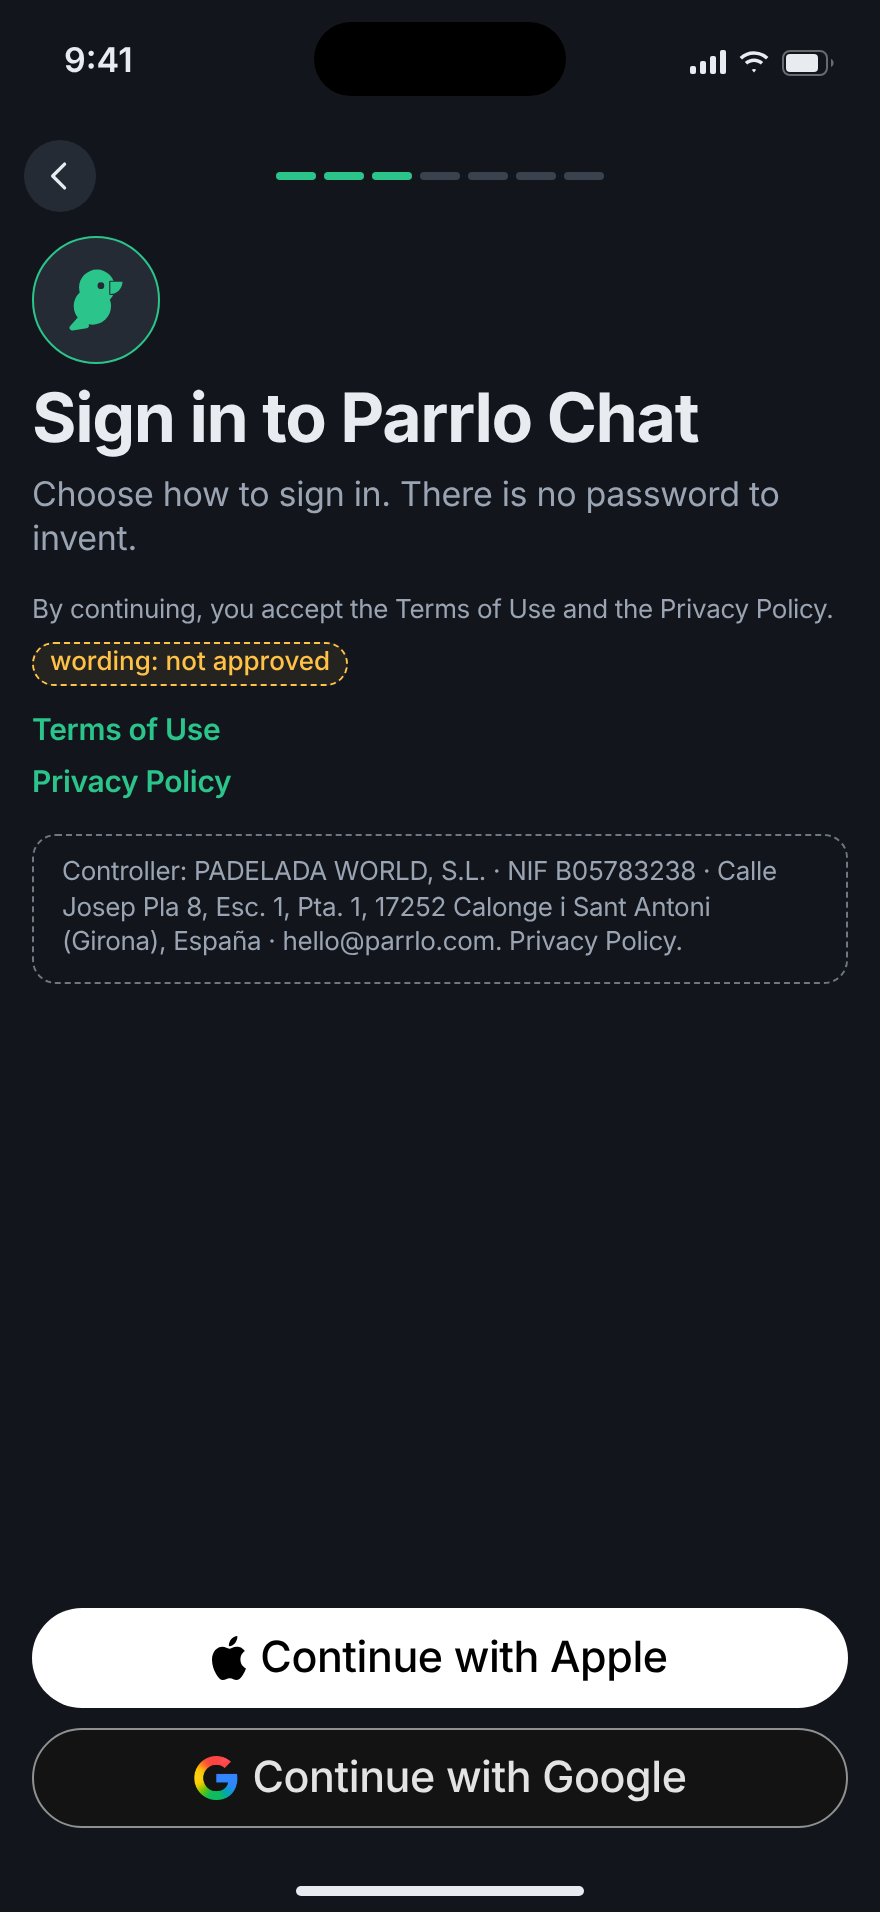 9:41
Sign in to Parrlo Chat
Choose how to sign in. There is no password to
invent.
By continuing, you accept the Terms of Use and the Privacy Policy.
wording: not approved
Terms of Use
Privacy Policy
Controller: PADELADA WORLD, S.L. · NIF B05783238 · Calle
Josep Pla 8, Esc. 1, Pta. 1, 17252 Calonge i Sant Antoni
(Girona), España · hello@parrlo.com. Privacy Policy.
Continue with Apple
Continue with Google